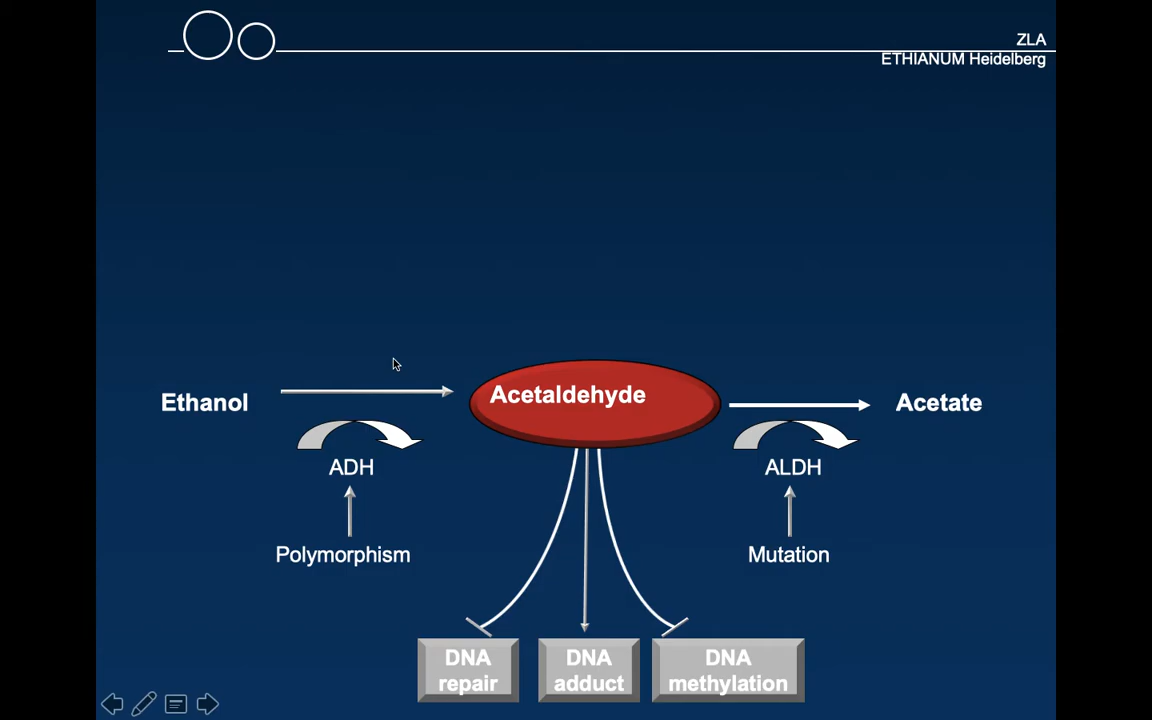 ZLA
ETHIANUM Heidelberg
Ethanol
Acetaldehyde
Acetate
ADH
ALDH
Polymorphism
Mutation
DNA
repair
DNA
adduct
DNA
methylation